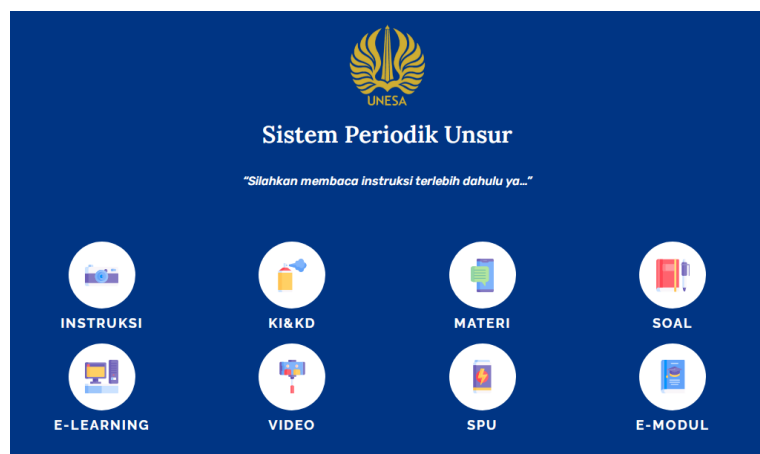 UNESA
Sistem Periodik Unsur
“Silahkan membaca instruksi terlebih dahulu ya...”
INSTRUKSI KI&KD MATERI SOAL
E-LEARNING VIDEO SPU E-MODUL